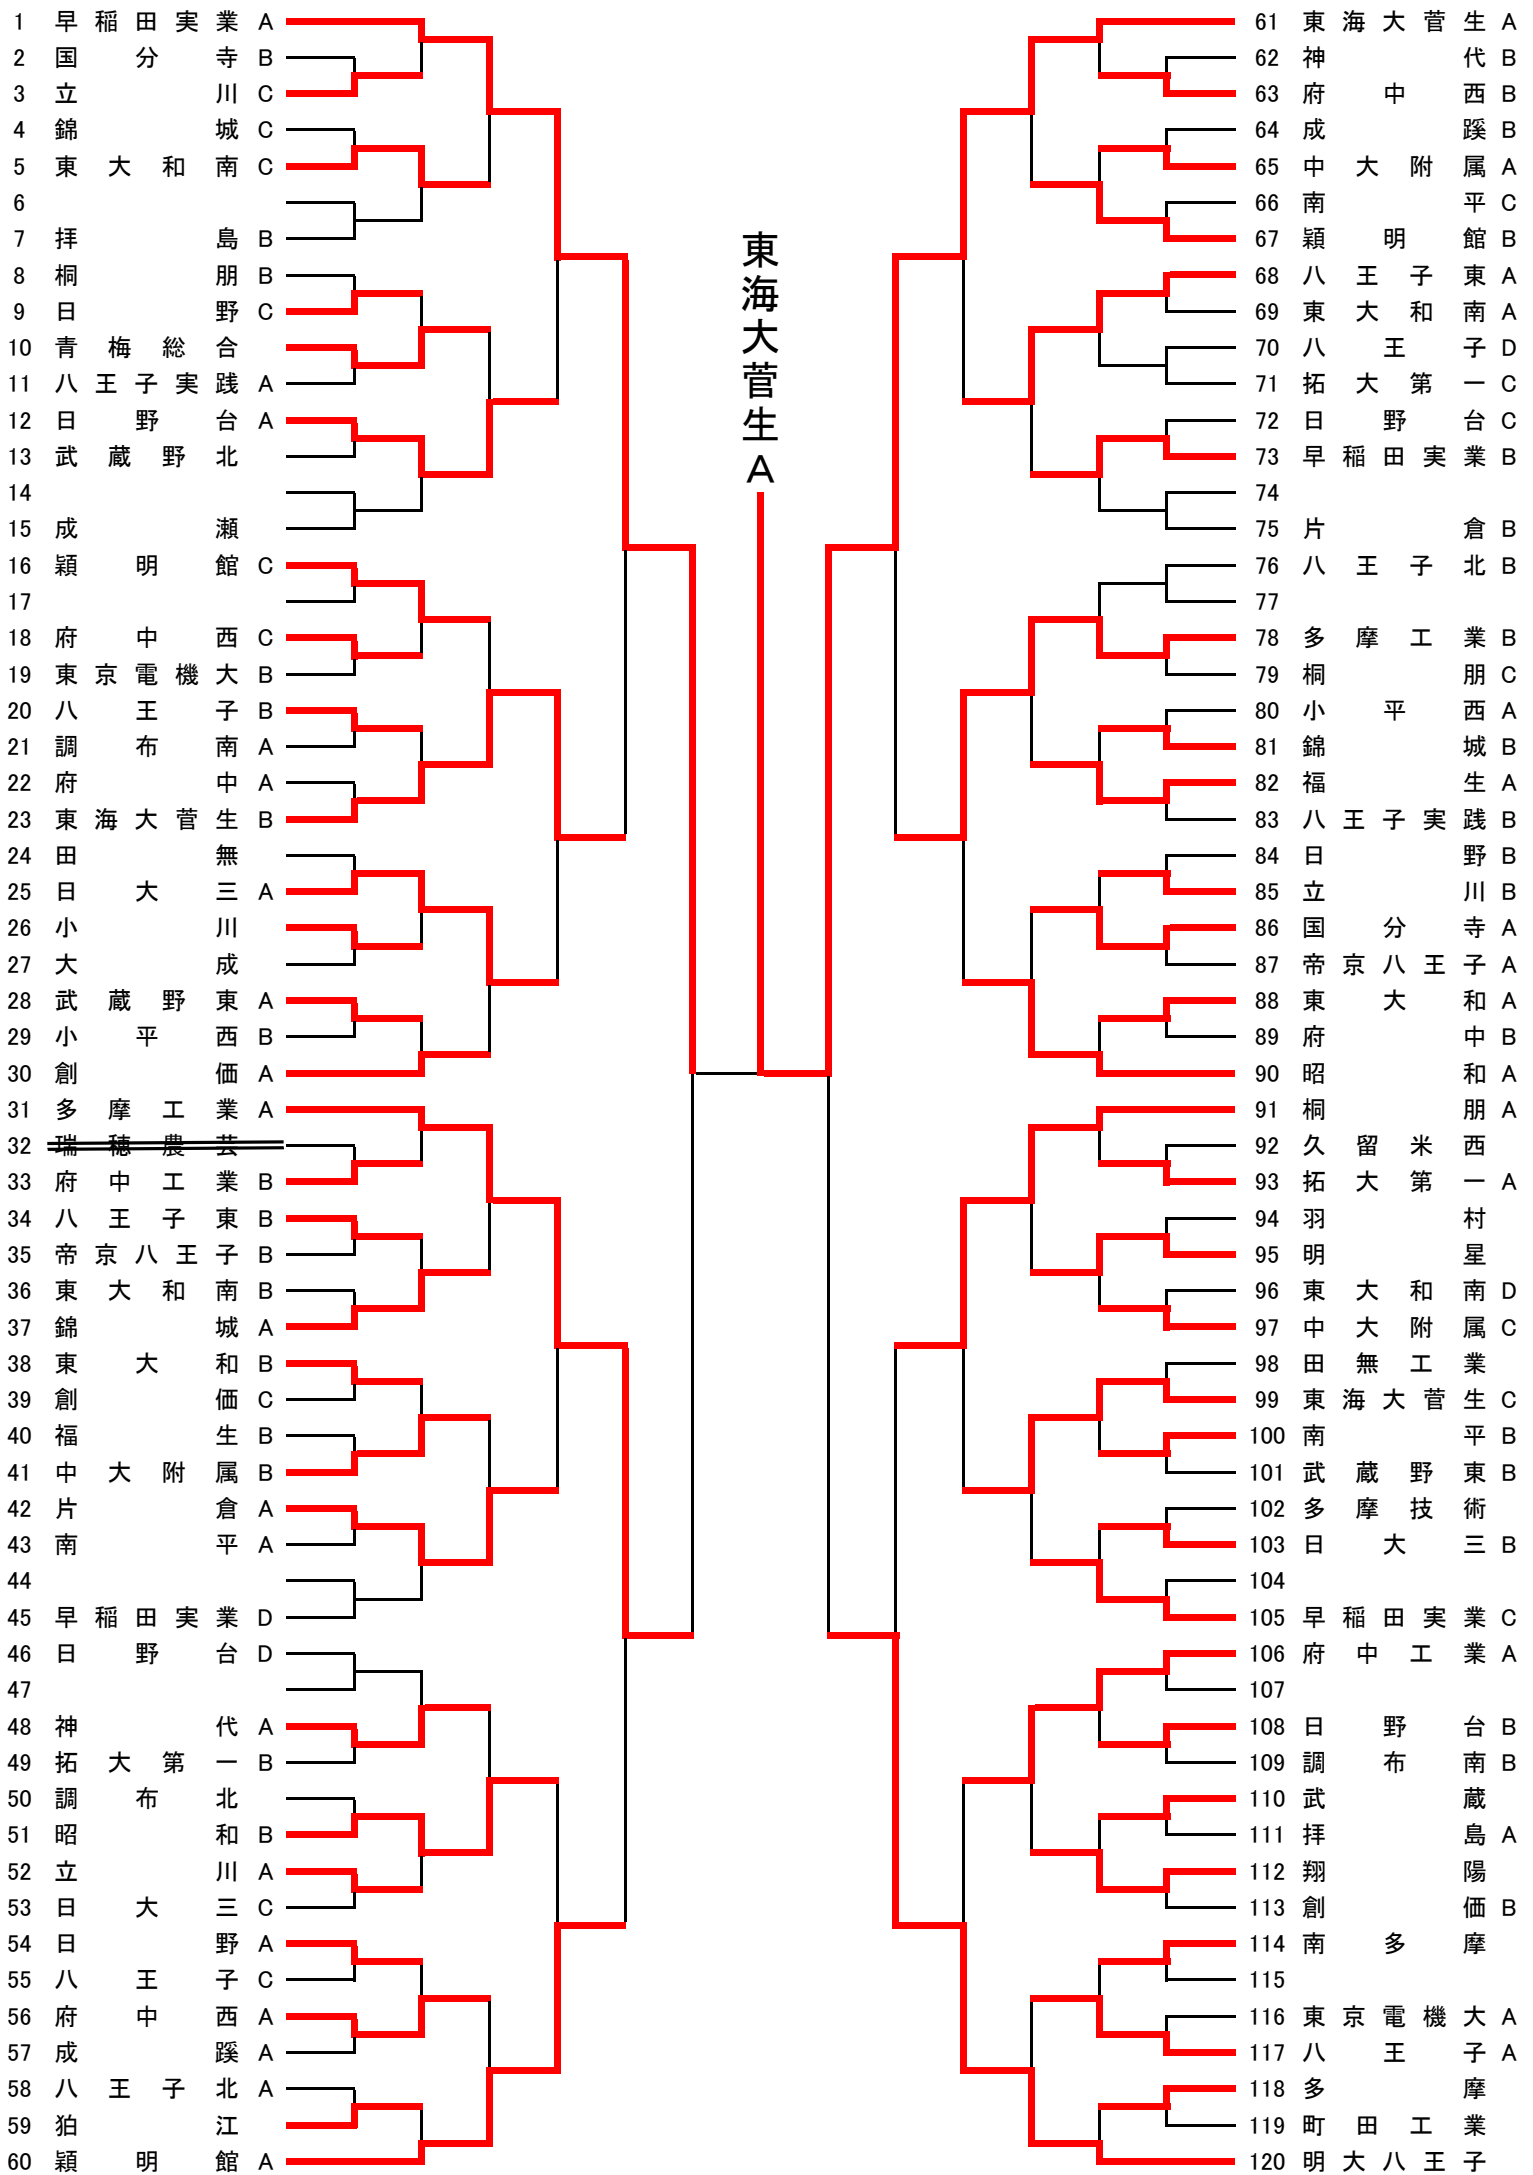 1 早稲田実業 A
2 国分寺 B
3 立川 C
4 錦城 C
5 東大和南 C
6
7 拝島 B
8 桐朋 B
9 日野 C
10 青梅総合
11 八王子実践 A
12 日野台 A
13 武蔵野北
14
15 成瀬
16 穎明館 C
17
18 府中西 C
19 東京電機大 B
20 八王子 B
21 調布南 A
22 府中 A
23 東海大菅生 B
24 田無
25 日大三 A
26 小川
27 大成
28 武蔵野東 A
29 小平西 B
30 創価 A
31 多摩工業 A
32 瑞穂農芸
33 府中工業 B
34 八王子東 B
35 帝京八王子 B
36 東大和南 B
37 錦城 A
38 東大和 B
39 創価 C
40 福生 B
41 中大附属 B
42 片倉 A
43 南平 A
44
45 早稲田実業 D
46 日野台 D
47
48 神代 A
49 拓大第一 B
50 調布北
51 昭和 B
52 立川 A
53 日大三 C
54 日野 A
55 八王子 C
56 府中西 A
57 成蹊 A
58 八王子北 A
59 狛江
60 穎明館 A
東海大菅生A
61 東海大菅生 A
62 神代 B
63 府中西 B
64 成蹊 B
65 中大附属 A
66 南平 C
67 穎明館 B
68 八王子東 A
69 東大和南 A
70 八王子 D
71 拓大第一 C
72 日野台 C
73 早稲田実業 B
74
75 片倉 B
76 八王子北 B
77
78 多摩工業 B
79 桐朋 C
80 小平西 A
81 錦城 B
82 福生 A
83 八王子実践 B
84 日野 B
85 立川 B
86 国分寺 A
87 帝京八王子 A
88 東大和 A
89 府中 B
90 昭和 A
91 桐朋 A
92 久留米西
93 拓大第一 A
94 羽村
95 明星
96 東大和南 D
97 中大附属 C
98 田無工業
99 東海大菅生 C
100 南平 B
101 武蔵野東 B
102 多摩技術
103 日大三 B
104
105 早稲田実業 C
106 府中工業 A
107
108 日野台 B
109 調布南 B
110 武蔵
111 拝島 A
112 翔陽
113 創価 B
114 南多摩
115
116 東京電機大 A
117 八王子 A
118 多摩
119 町田工業
120 明大八王子